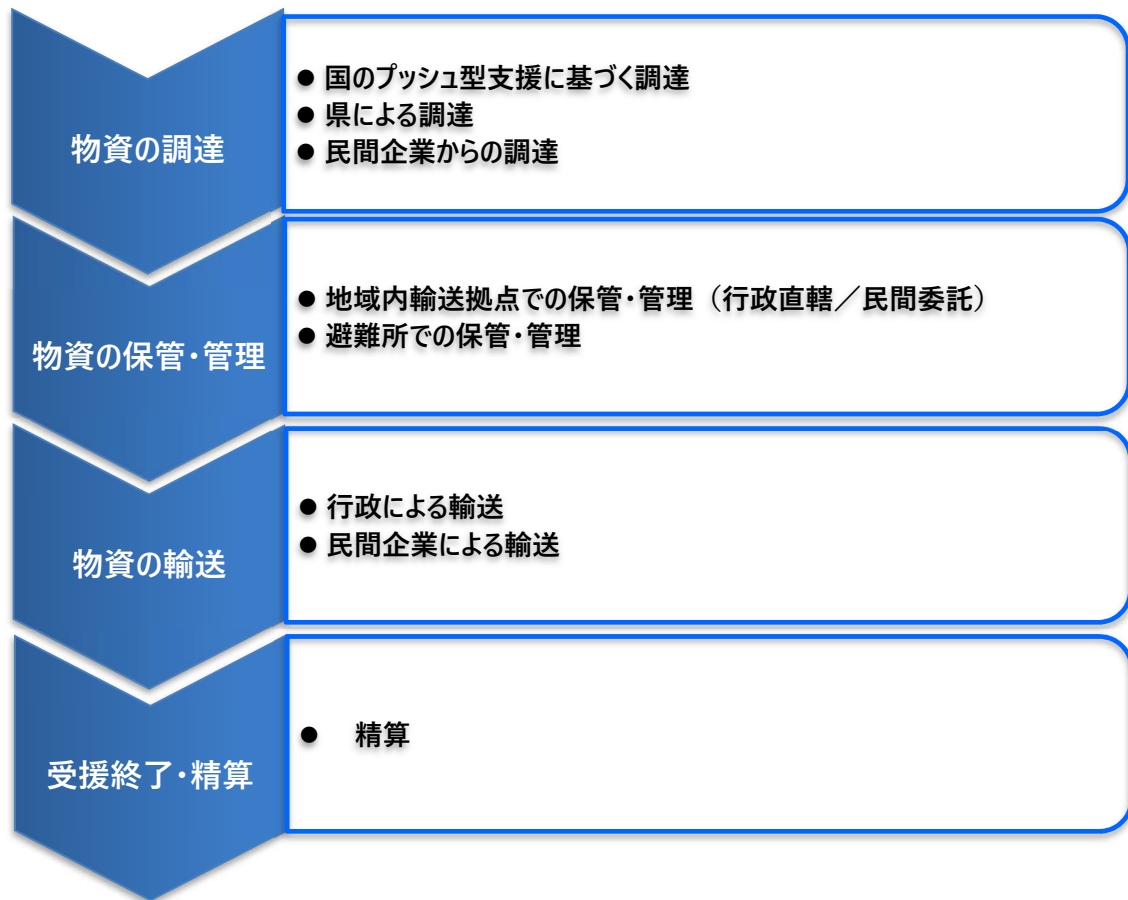 物資の調達
● 国のプッシュ型支援に基づく調達
● 県による調達
● 民間企業からの調達
物資の保管・管理
● 地域内輸送拠点での保管・管理（行政直轄／民間委託）
● 避難所での保管・管理
物資の輸送
● 行政による輸送
● 民間企業による輸送
受援終了・精算
● 精算